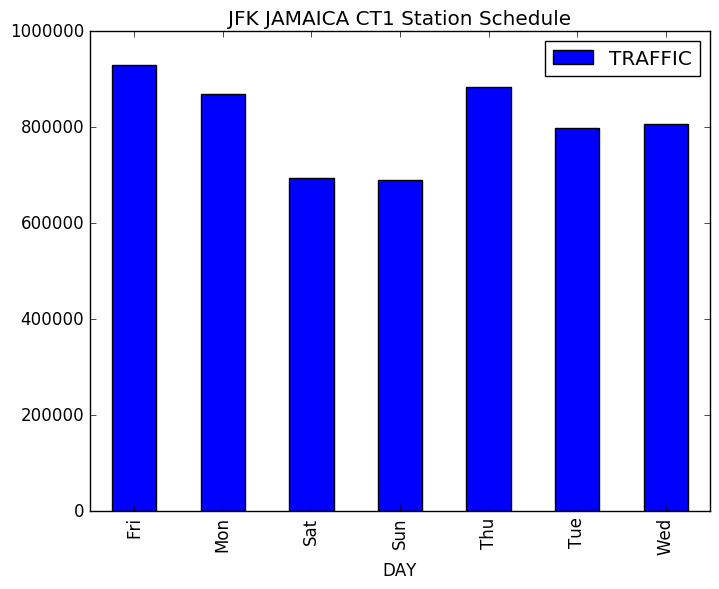 JFK JAMAICA CT1 Station Schedule
TRAFFIC
1000000
800000
600000
400000
200000
0
Fri
Mon
Sat
Sun
Thu
Tue
Wed
DAY